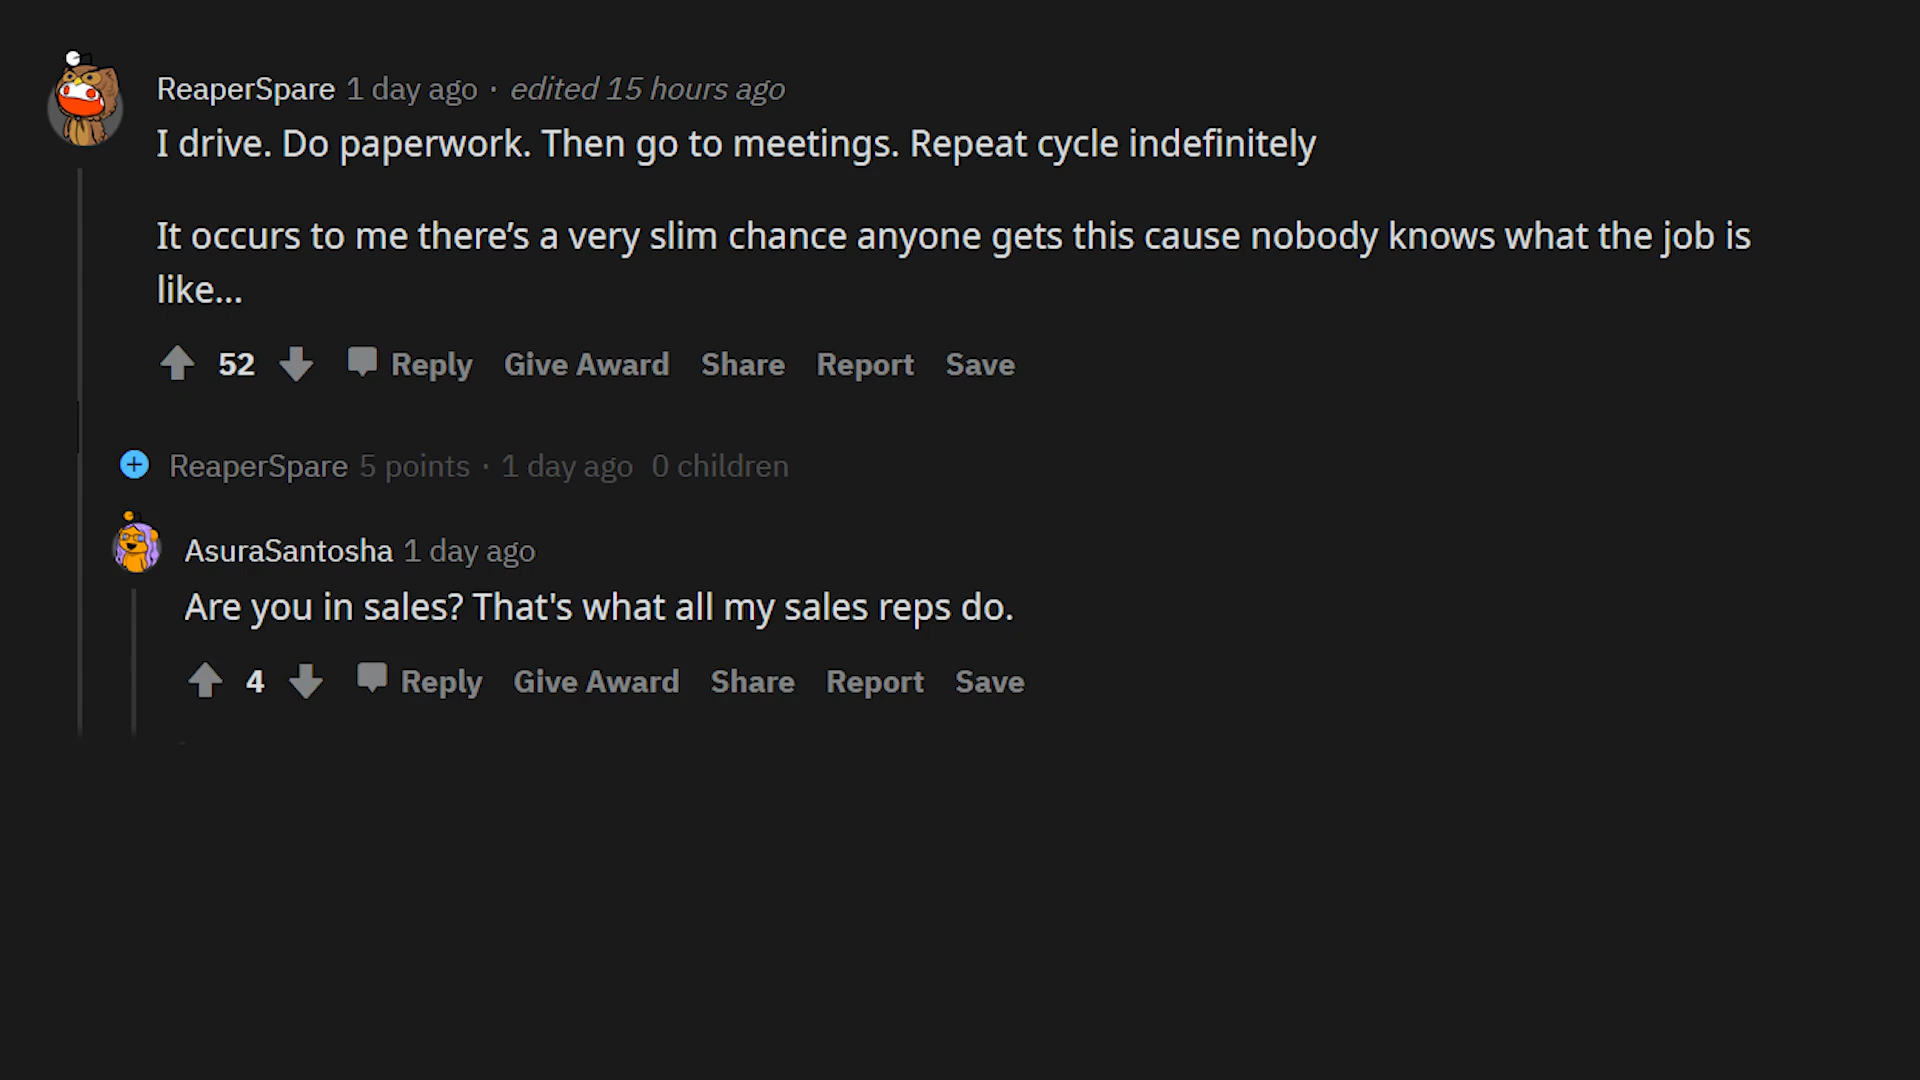 ReaperSpare 1 day ago · edited 15 hours ago
I drive. Do paperwork. Then go to meetings. Repeat cycle indefinitely
It occurs to me there’s a very slim chance anyone gets this cause nobody knows what the job is
like...
52 Reply Give Award Share Report Save
ReaperSpare 5 points · 1 day ago 0 children
AsuraSantosha 1 day ago
Are you in sales? That's what all my sales reps do.
4 Reply Give Award Share Report Save